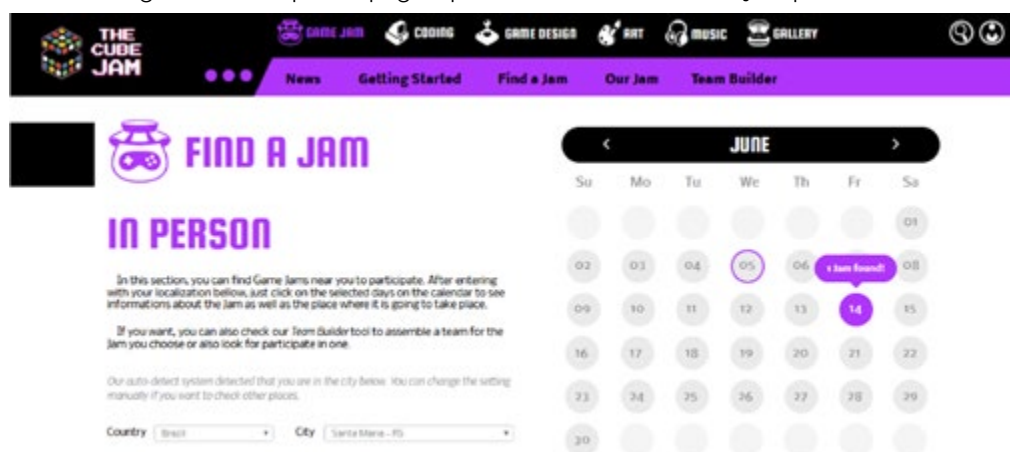 THE
CUBE
JAM
GAME JAM CODING GAME DESIGN ART MUSIC GALLERY
News Getting Started Find a Jam Our Jam Team Builder
FIND A JAM
IN PERSON
In this section, you can find Game Jams near you to participate. After entering
with your localization bellow, just click on the selected days on the calendar to see
informations about the Jam as well as the place where it is going to take place.
If you want, you can also check our Team Builder tool to assemble a team for the
Jam you choose or also look for participate in one.
Our auto-detect system detected that you are in the city below. You can change the setting
manually if you want to check other places.
Country Brazil City Santa Maria - RS
< JUNE >
Su Mo Tu We Th Fr Sa
01
02 03 04 05 06 1 Jam found! 08
09 10 11 12 13 14 15
16 17 18 19 20 21 22
23 24 25 26 27 28 29
30